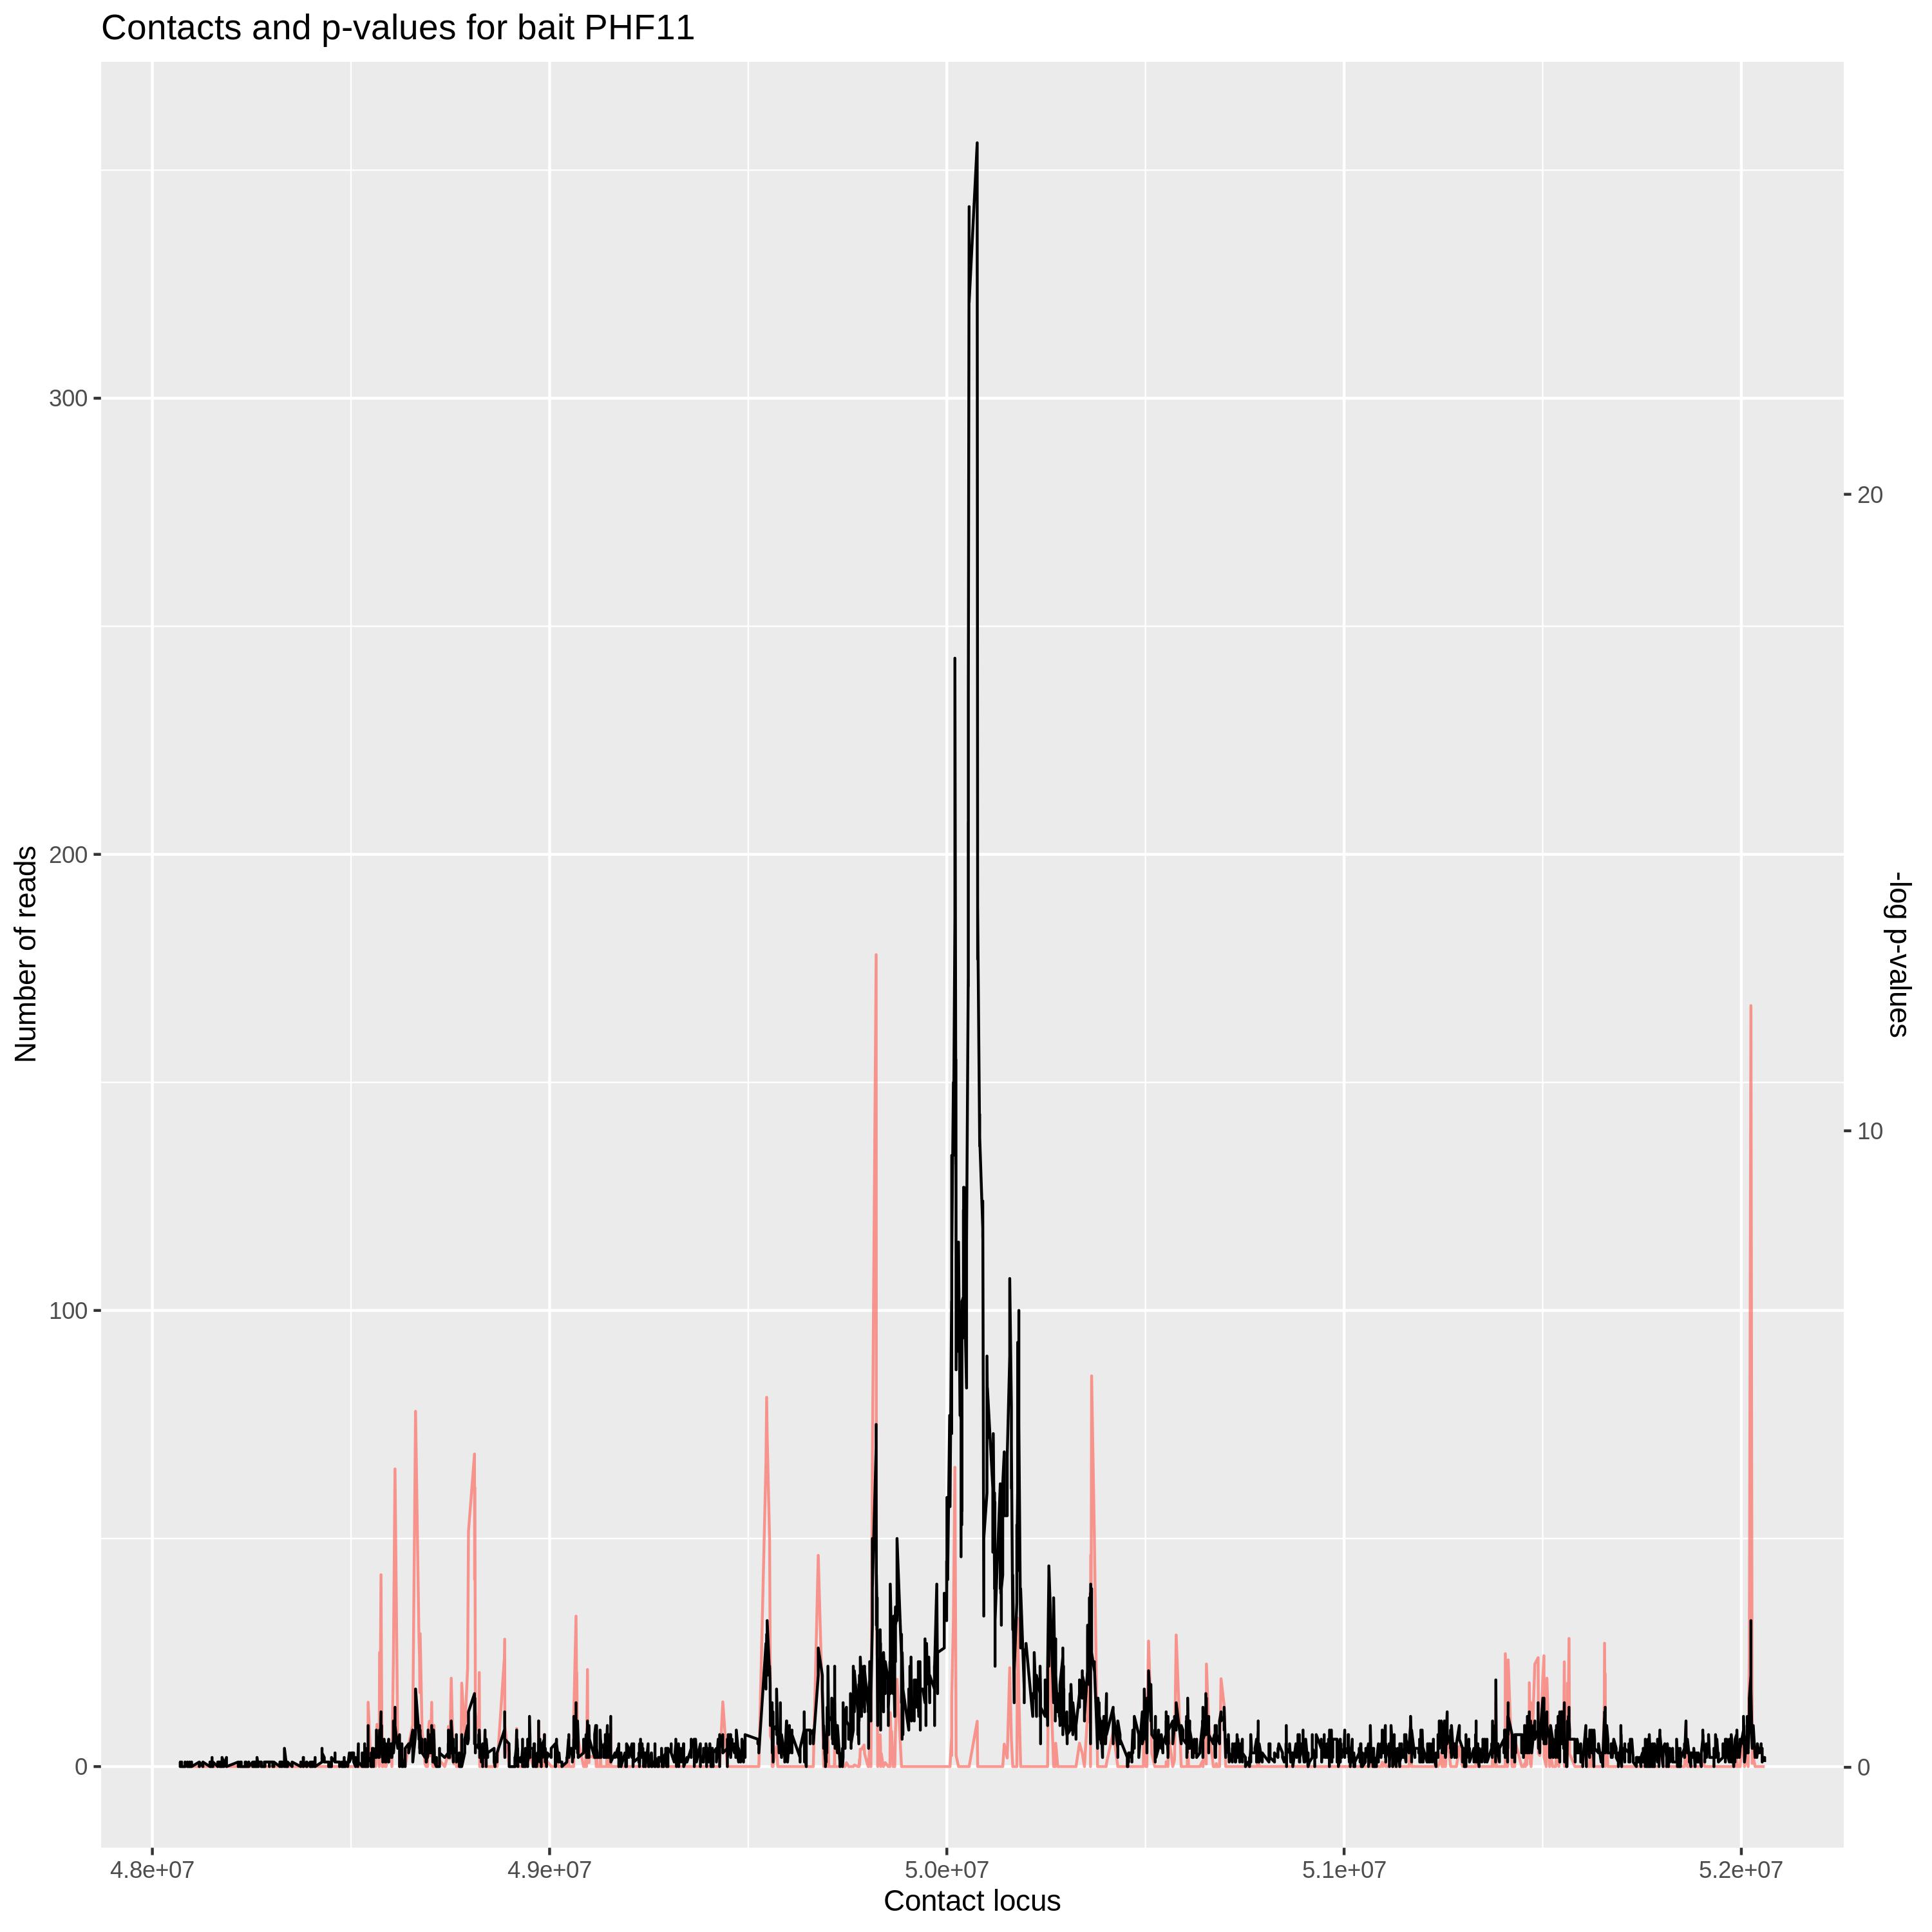 Contacts and p-values for bait PHF11
Number of reads
300
200
100
0
-log p-values
20
10
0
4.8e+07
4.9e+07
5.0e+07
5.1e+07
5.2e+07
Contact locus